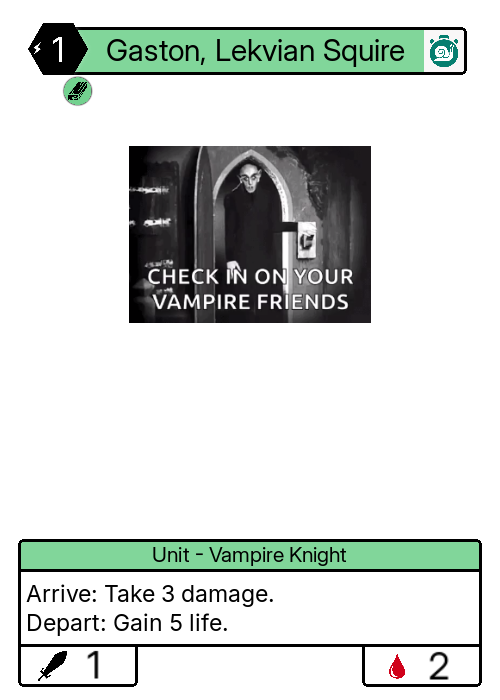 1
Gaston, Lekvian Squire
CHECK IN ON YOUR
VAMPIRE FRIENDS
Unit - Vampire Knight
Arrive: Take 3 damage.
Depart: Gain 5 life.
1
2